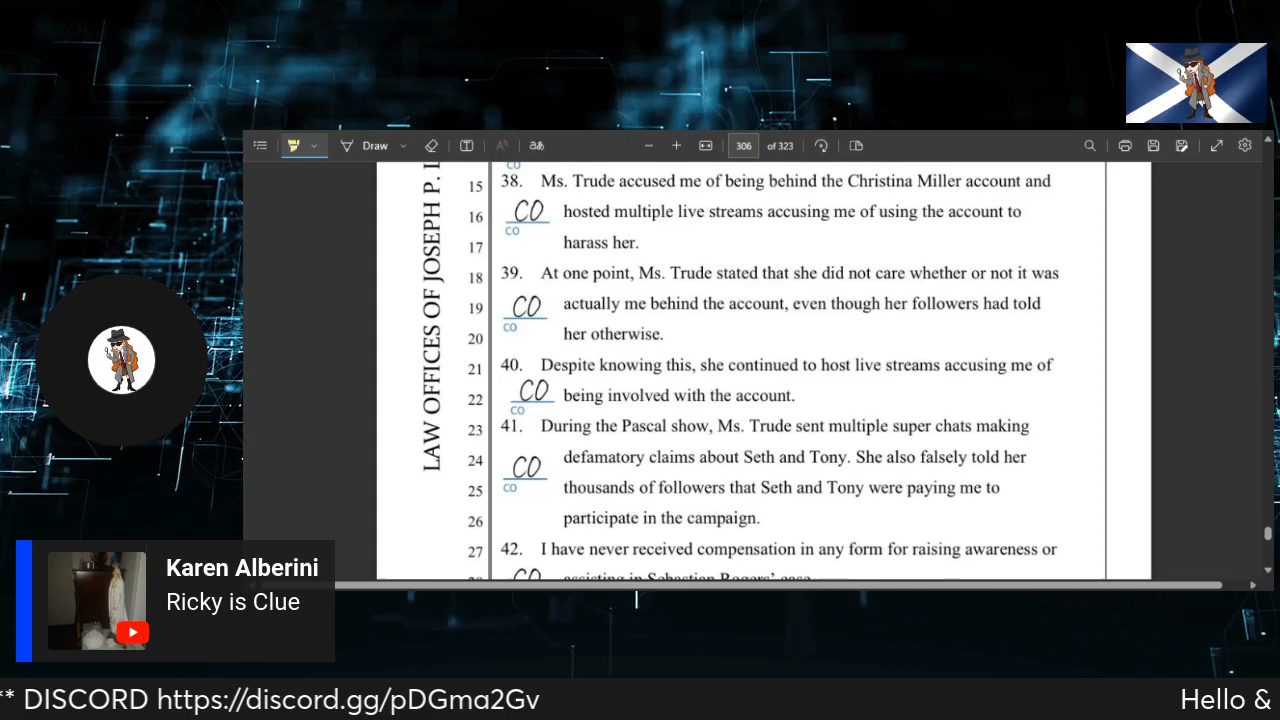 Draw
306 of 323
LAW OFFICES OF JOSEPH P.
CO
15 38. Ms. Trude accused me of being behind the Christina Miller account and
16 CO hosted multiple live streams accusing me of using the account to
CO
17 harass her.
18 39. At one point, Ms. Trude stated that she did not care whether or not it was
19 CO actually me behind the account, even though her followers had told
CO
20 her otherwise.
21 40. Despite knowing this, she continued to host live streams accusing me of
22 CO being involved with the account.
CO
23 41. During the Pascal show, Ms. Trude sent multiple super chats making
24 CO defamatory claims about Seth and Tony. She also falsely told her
CO
25 thousands of followers that Seth and Tony were paying me to
26 participate in the campaign.
27 42. I have never received compensation in any form for raising awareness or
CO assisting in Sebastian Rogers' case
Karen Alberini
Ricky is Clue
** DISCORD https://discord.gg/pDGma2Gv
Hello &